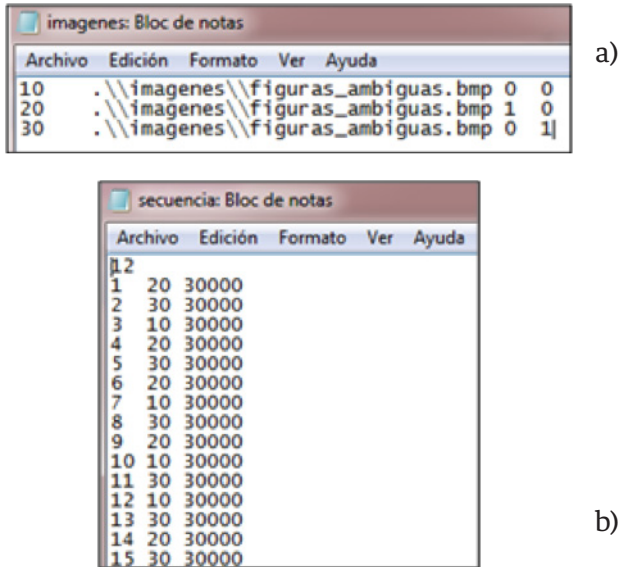 imagenes: Bloc de notas
Archivo Edición Formato Ver Ayuda
10 .\\imagenes\\figuras_ambiguas.bmp 0 0
20 .\\imagenes\\figuras_ambiguas.bmp 1 0
30 .\\imagenes\\figuras_ambiguas.bmp 0 1
a)
secuencia: Bloc de notas
Archivo Edición Formato Ver Ayuda
12
1 20 30000
2 30 30000
3 10 30000
4 20 30000
5 30 30000
6 20 30000
7 10 30000
8 30 30000
9 20 30000
10 10 30000
11 30 30000
12 10 30000
13 30 30000
14 20 30000
15 30 30000
b)